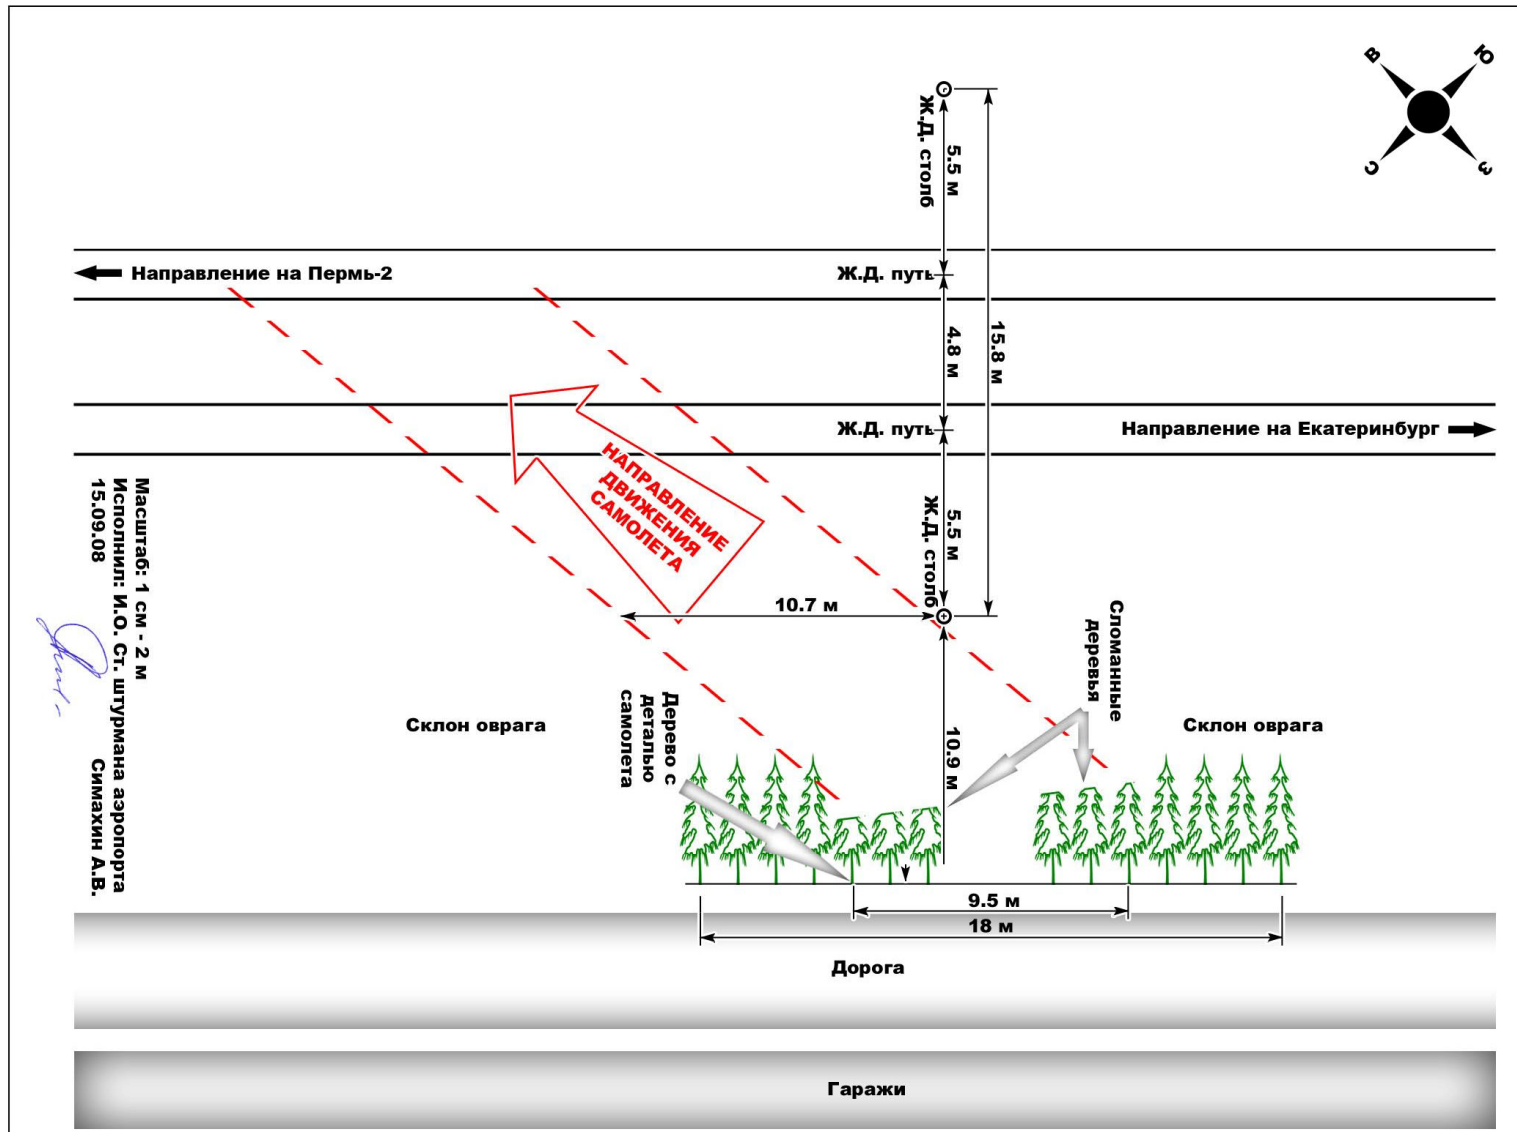 В
Ю
С
З
Ж.Д. столб
5.5 м
Направление на Пермь-2
Ж.Д. путь
4.8 м
15.8 м
Ж.Д. путь
Направление на Екатеринбург
НАПРАВЛЕНИЕ
ДВИЖЕНИЯ
САМОЛЕТА
Ж.Д. столб
5.5 м
10.7 м
Масштаб: 1 см - 2 м
Исполнил: И.О. Ст. штурмана аэропорта
15.09.08 Симахин А.В.
Сломанные
деревья
Дерево с
деталью
самолета
Склон оврага
10.9 м
Склон оврага
9.5 м
18 м
Дорога
Гаражи